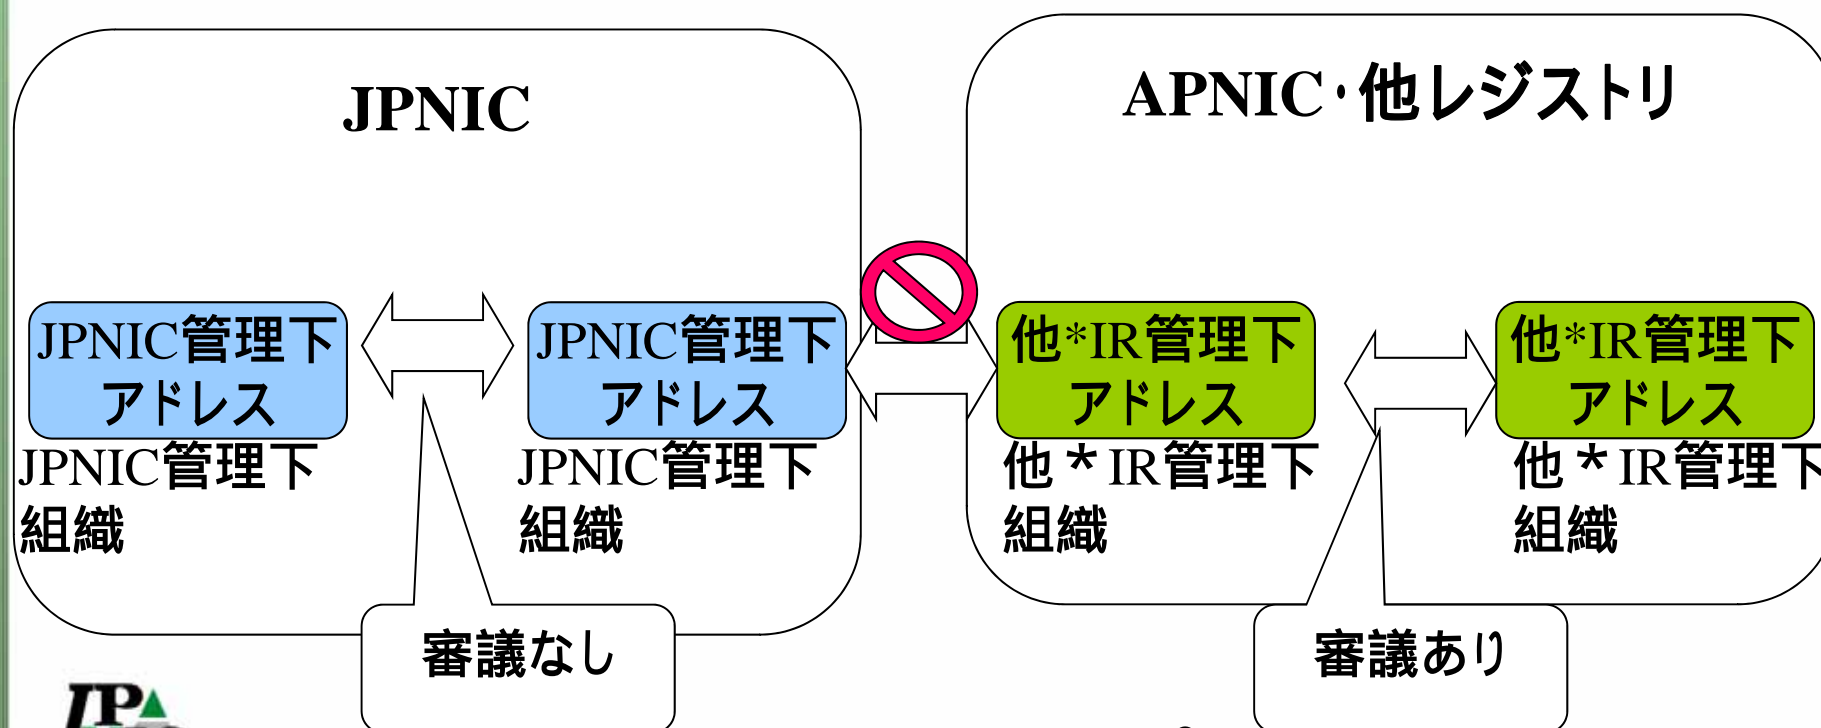 JPNIC
APNIC・他レジストリ
JPNIC管理下
アドレス
JPNIC管理下
組織
JPNIC管理下
アドレス
JPNIC管理下
組織
他*IR管理下
アドレス
他＊IR管理下
組織
他*IR管理下
アドレス
他＊IR管理下
組織
審議なし
審議あり
JP